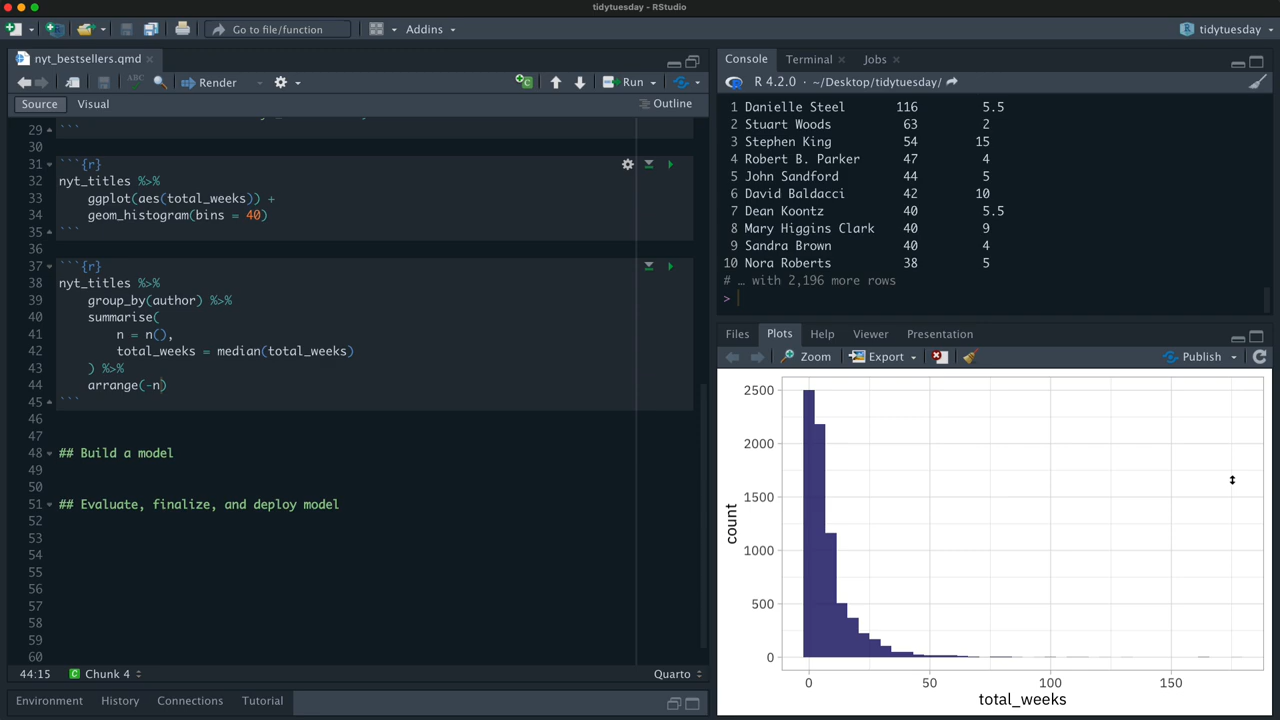 tidytuesday - RStudio
Go to file/function
Addins
tidytuesday
nyt_bestsellers.qmd
ABC
Render
Run
Source
Visual
Outline
29 ```
30
31 ```{r}
32 nyt_titles %>%
33 ggplot(aes(total_weeks)) +
34 geom_histogram(bins = 40)
35 ```
36
37 ```{r}
38 nyt_titles %>%
39 group_by(author) %>%
40 summarise(
41 n = n(),
42 total_weeks = median(total_weeks)
43 ) %>%
44 arrange(-n)
45 ```
46
47
48 ## Build a model
49
50
51 ## Evaluate, finalize, and deploy model
52
53
54
55
56
57
58
59
60
44:15
C Chunk 4
Quarto
Environment
History
Connections
Tutorial
Console
Terminal
Jobs
R 4.2.0 · ~/Desktop/tidytuesday/
1 Danielle Steel 116 5.5
2 Stuart Woods 63 2
3 Stephen King 54 15
4 Robert B. Parker 47 4
5 John Sandford 44 5
6 David Baldacci 42 10
7 Dean Koontz 40 5.5
8 Mary Higgins Clark 40 9
9 Sandra Brown 40 4
10 Nora Roberts 38 5
# … with 2,196 more rows
>
Files
Plots
Help
Viewer
Presentation
Zoom
Export
Publish
2500
2000
1500
1000
500
0
count
0 50 100 150
total_weeks